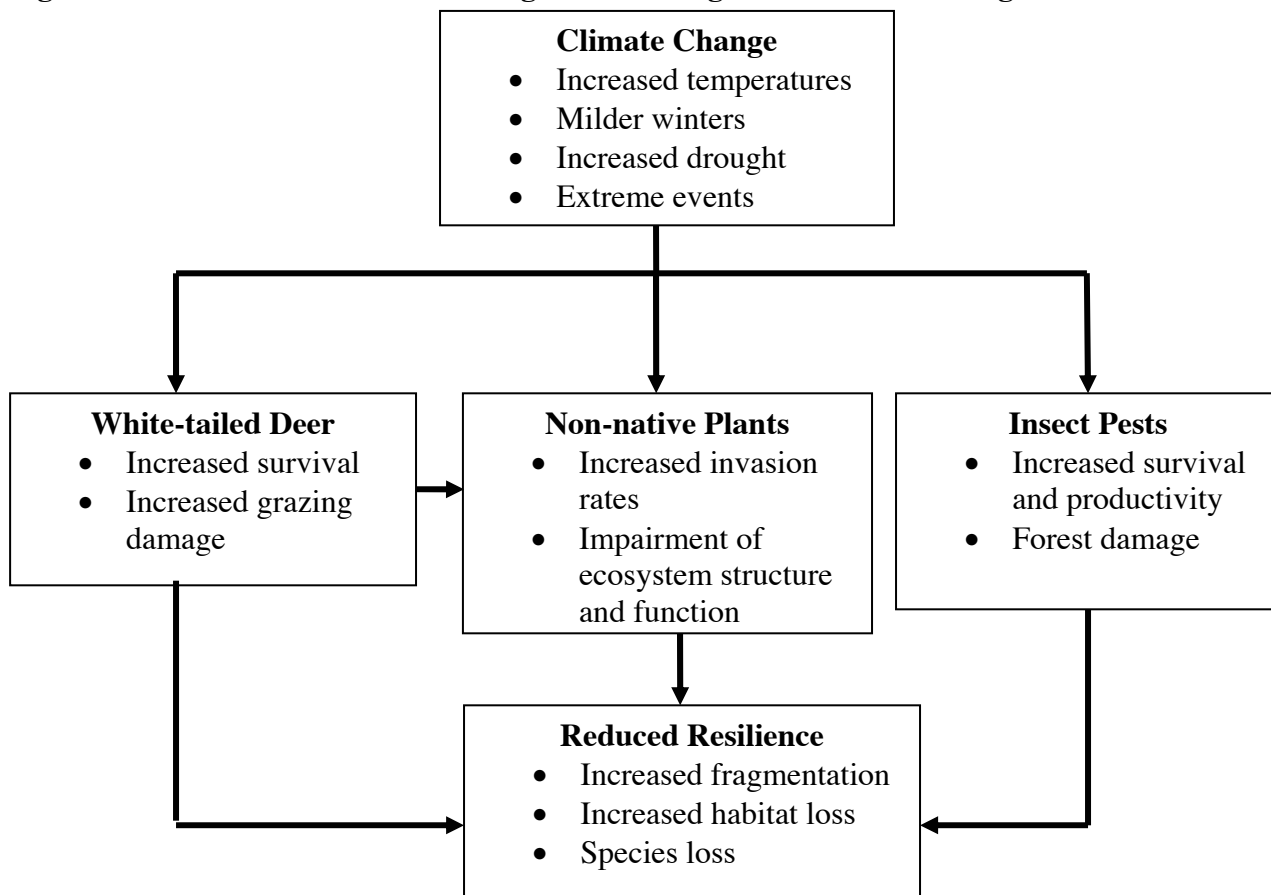 Climate Change
• Increased temperatures
• Milder winters
• Increased drought
• Extreme events
White-tailed Deer
• Increased survival
• Increased grazing
damage
Non-native Plants
• Increased invasion
rates
• Impairment of
ecosystem structure
and function
Insect Pests
• Increased survival
and productivity
• Forest damage
Reduced Resilience
• Increased fragmentation
• Increased habitat loss
• Species loss